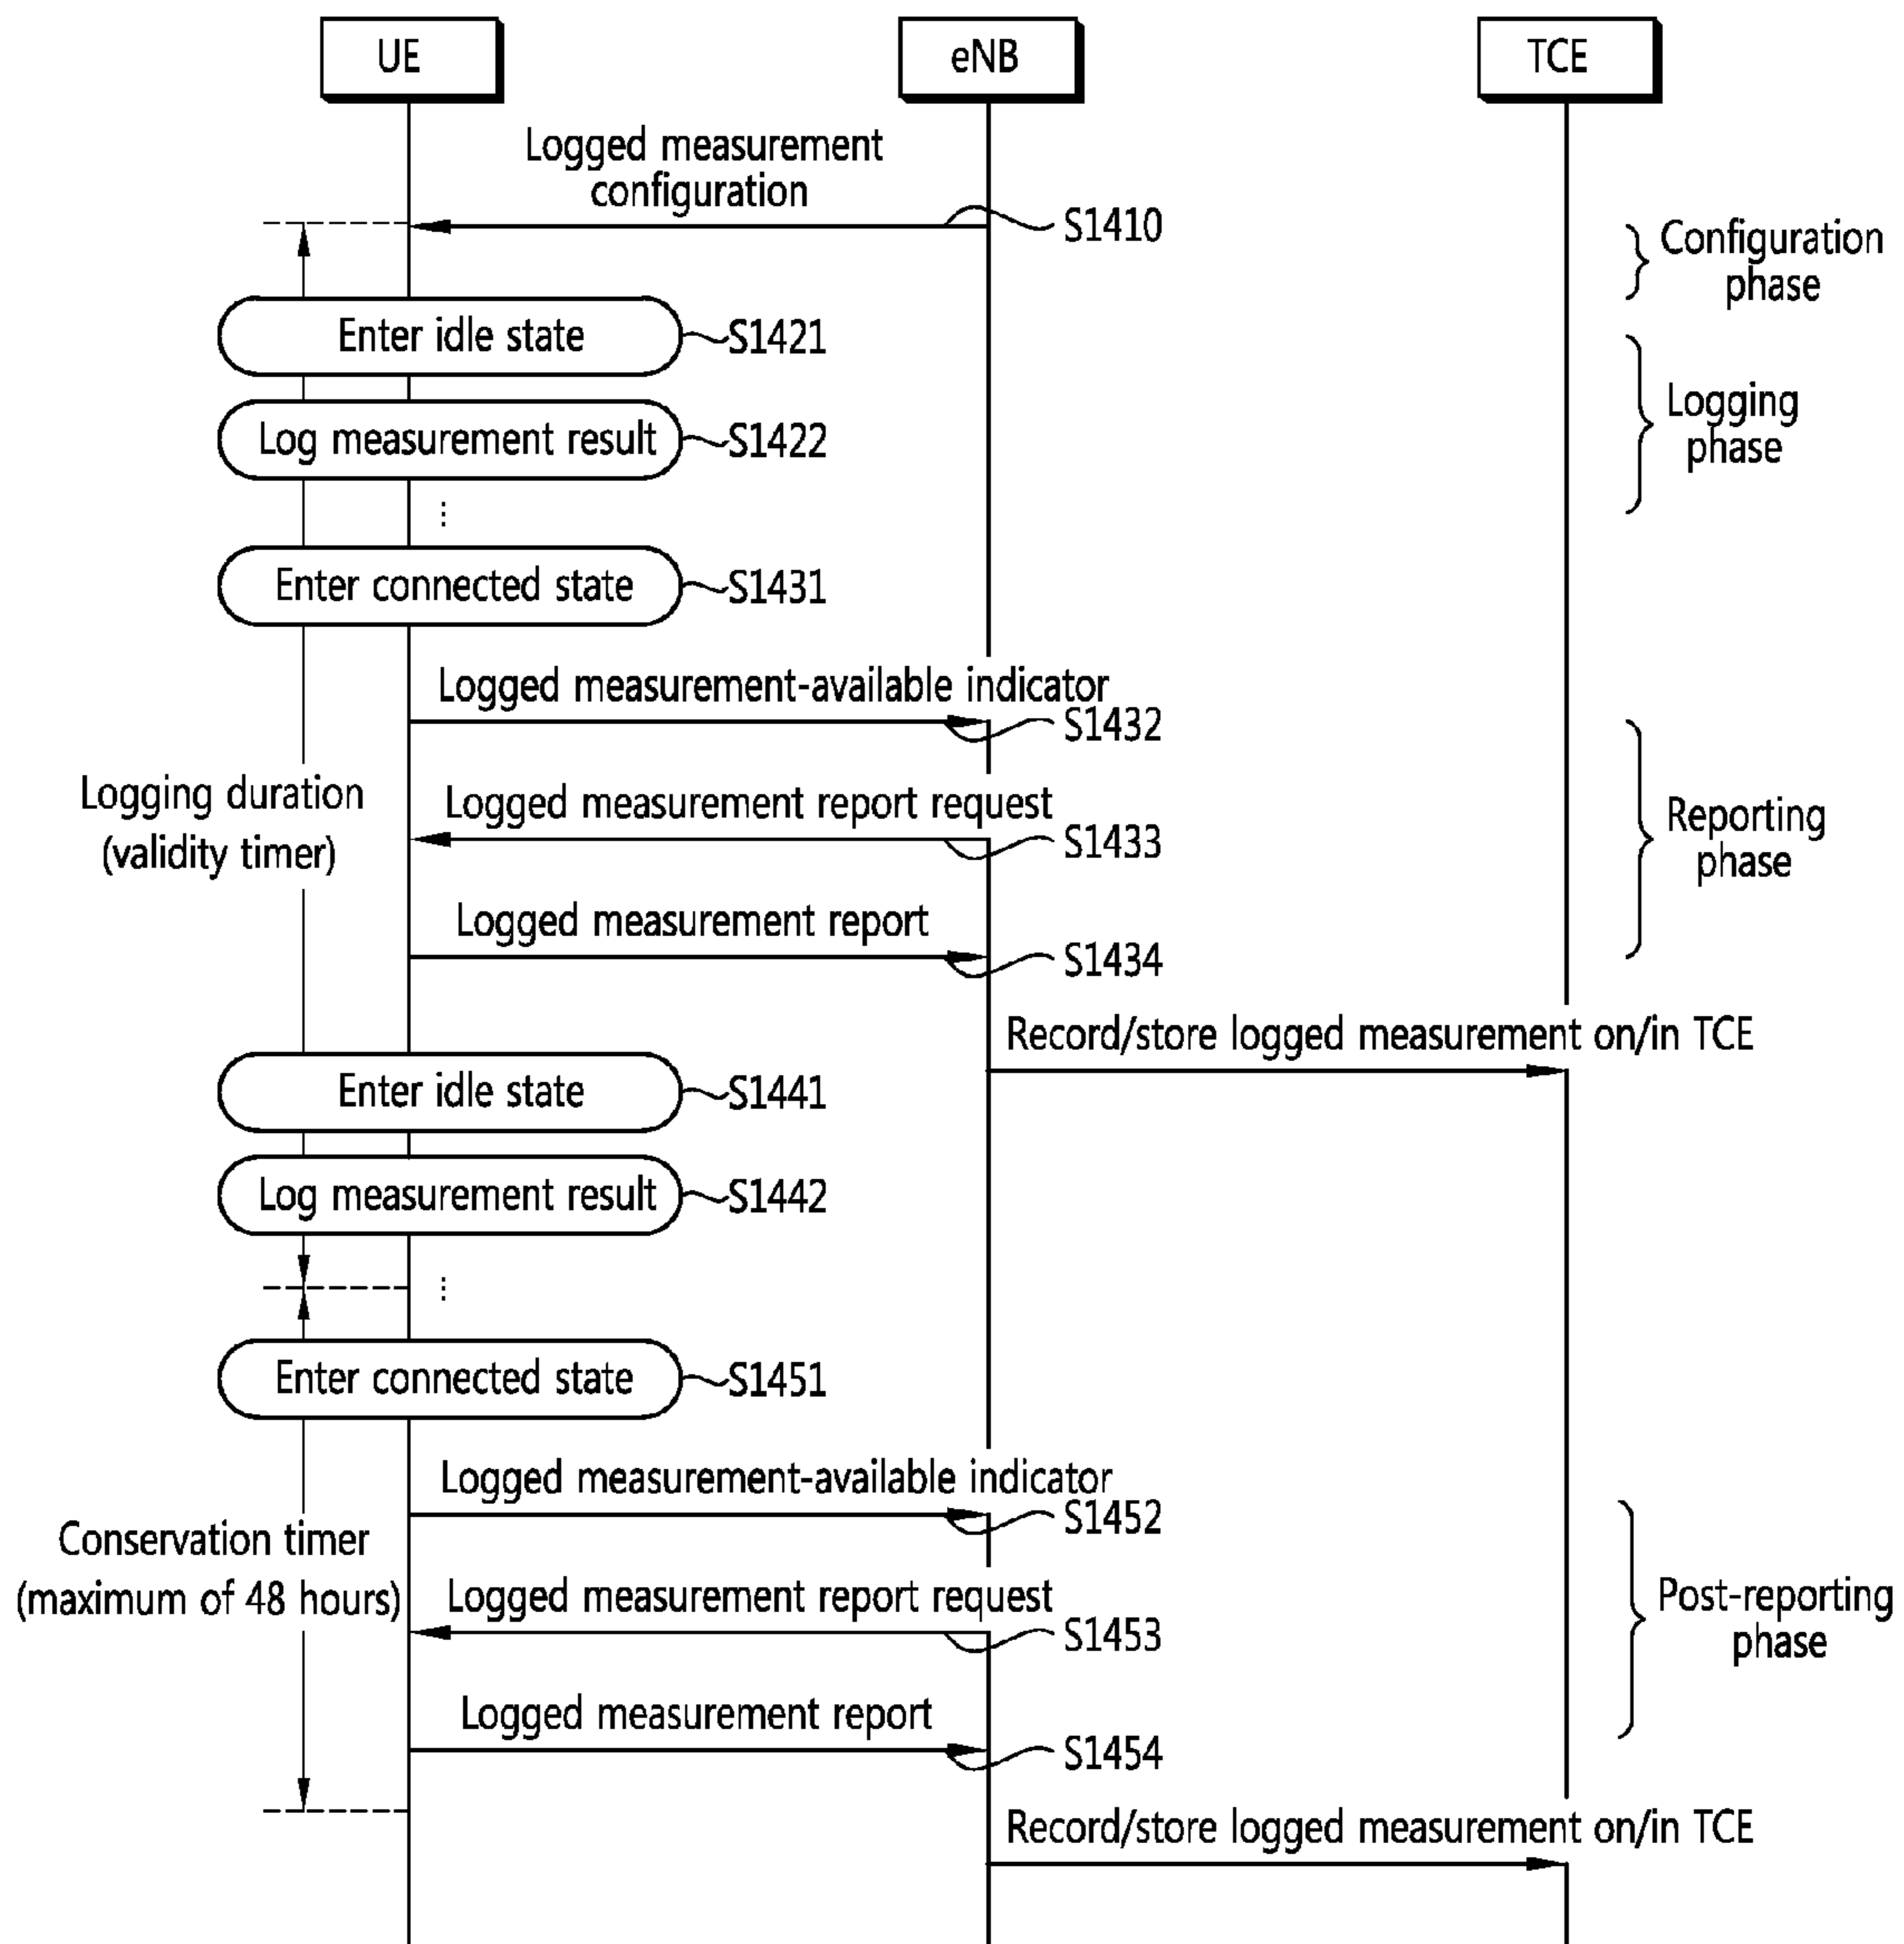 UE
eNB
TCE
Logged measurement
configuration
S1410
Configuration
phase
Enter idle state
S1421
Log measurement result
S1422
Logging
phase
Enter connected state
S1431
Logged measurement-available indicator
S1432
Logging duration
(validity timer)
Logged measurement report request
S1433
Reporting
phase
Logged measurement report
S1434
Record/store logged measurement on/in TCE
Enter idle state
S1441
Log measurement result
S1442
Enter connected state
S1451
Logged measurement-available indicator
S1452
Conservation timer
(maximum of 48 hours)
Logged measurement report request
S1453
Post-reporting
phase
Logged measurement report
S1454
Record/store logged measurement on/in TCE